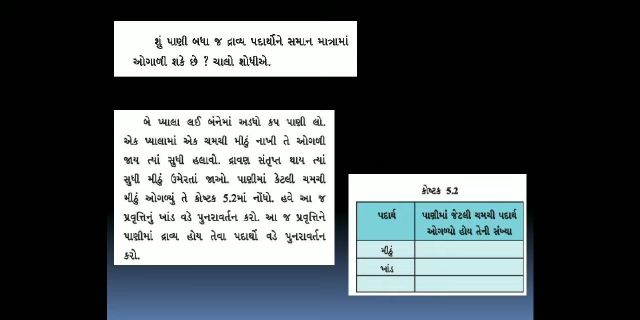 શું પાણી બધા જ દ્રાવ્ય પદાર્થોને સમાન માત્રામાં
ઓગાળી શકે છે ? ચાલો શોધીએ.
બે પ્યાલા લઈ બંનેમાં અડધો કપ પાણી લો.
એક પ્યાલામાં એક ચમચી મીઠું નાખી તે ઓગળી
જાય ત્યાં સુધી હલાવો. દ્રાવણ સંતૃપ્ત થાય ત્યાં
સુધી મીઠું ઉમેરતાં જાઓ. પાણીમાં કેટલી ચમચી
મીઠું ઓગળ્યું તે કોષ્ટક 5.2માં નોંધો. હવે આ જ
પ્રવૃત્તિનું ખાંડ વડે પુનરાવર્તન કરો. આ જ પ્રવૃત્તિને
પાણીમાં દ્રાવ્ય હોય તેવા પદાર્થો વડે પુનરાવર્તન
કરો.
કોષ્ટક 5.2
પદાર્થ પાણીમાં જેટલી ચમચી પદાર્થ
ઓગળ્યો હોય તેની સંખ્યા
મીઠું
ખાંડ